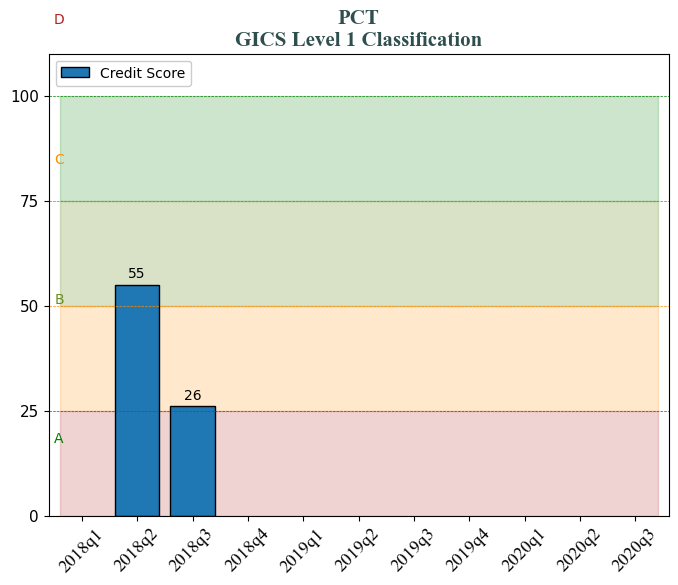 D
PCT
GICS Level 1 Classification
Credit Score
100
C
75
55
B
50
26
25
A
0
2018q1
2018q2
2018q3
2018q4
2019q1
2019q2
2019q3
2019q4
2020q1
2020q2
2020q3